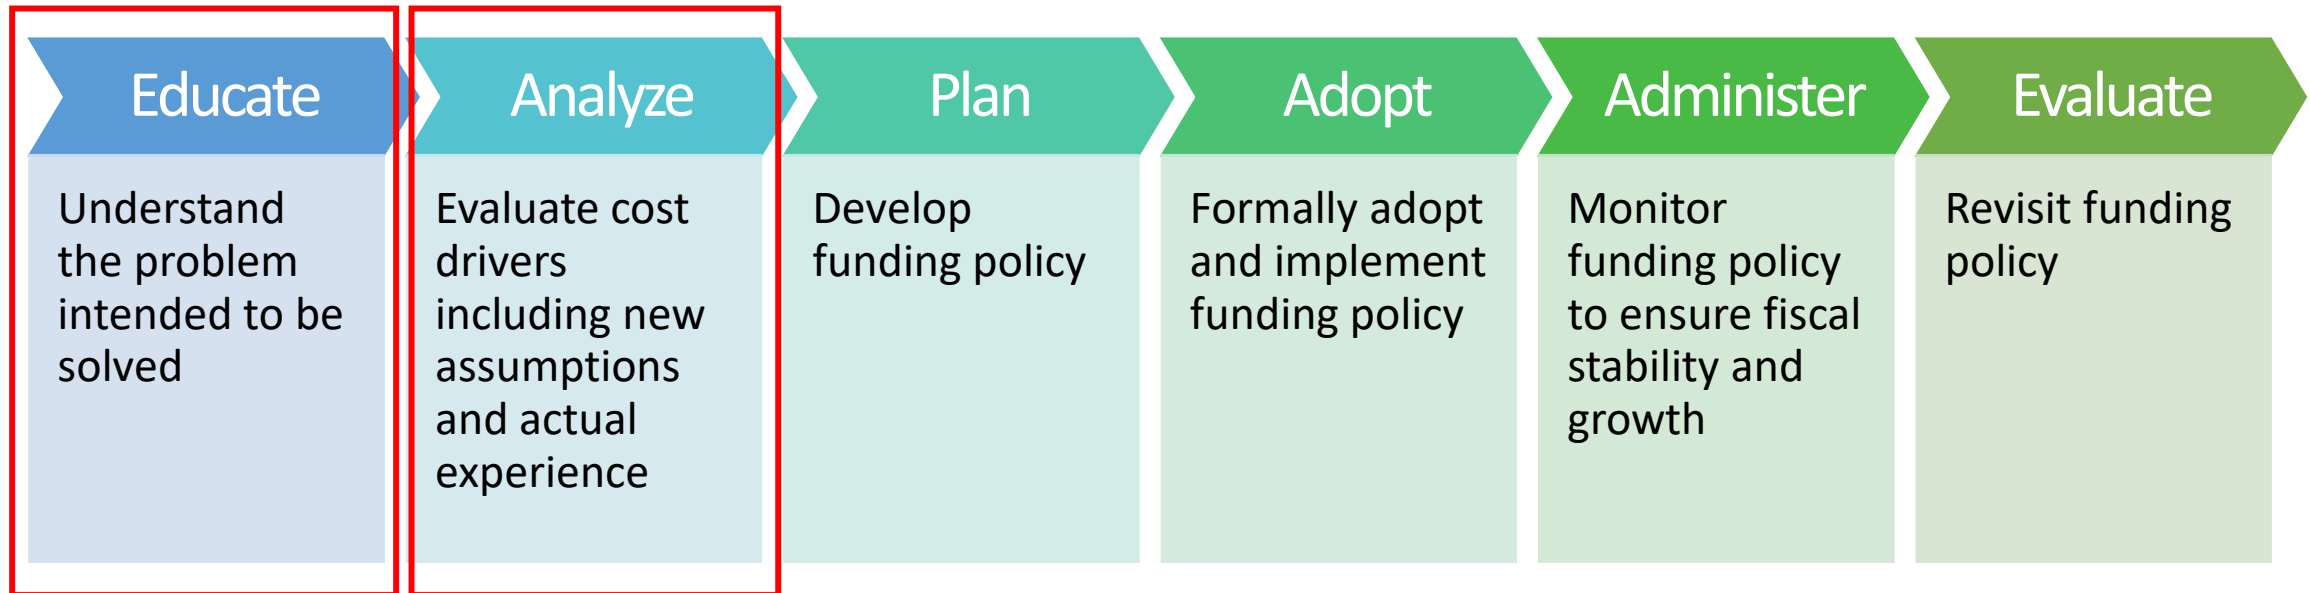 Educate
Understand
the problem
intended to be
solved
Analyze
Evaluate cost
drivers
including new
assumptions
and actual
experience
Plan
Develop
funding policy
Adopt
Formally adopt
and implement
funding policy
Administer
Monitor
funding policy
to ensure fiscal
stability and
growth
Evaluate
Revisit funding
policy